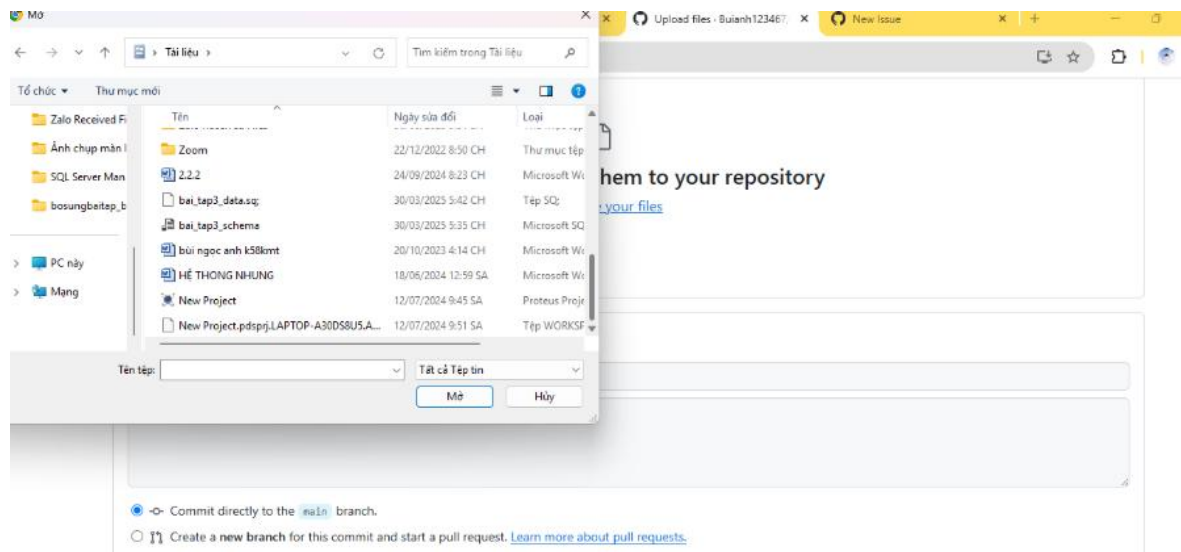 Mở
Upload files · Buianh123467
New Issue
Tài liệu
Tìm kiếm trong Tài liệu
Tổ chức
Thư mục mới
Tên
Ngày sửa đổi
Loại
Zalo Received Fi
Ảnh chụp màn
SQL Server Man
bosungbaitap_b
PC này
Mạng
Zoom 22/12/2022 8:50 CH Thư mục tệp
2.2.2 24/09/2024 8:23 CH Microsoft Wo
bai_tap3_data.sq; 30/03/2025 5:42 CH Tệp SQ;
bai_tap3_schema 30/03/2025 5:35 CH Microsoft SQ
bùi ngọc anh k58kmt 20/10/2023 4:14 CH Microsoft Wo
HỆ THONG NHUNG 18/06/2024 12:59 SA Microsoft Wo
New Project 12/07/2024 9:45 SA Proteus Proje
New Project.pdsprj.LAPTOP-A30DS8U5.A... 12/07/2024 9:51 SA Tệp WORKSP
Tên tệp:
Tất cả Tệp tin
Mở
Hủy
hem to your repository
your files
Commit directly to the main branch.
Create a new branch for this commit and start a pull request. Learn more about pull requests.